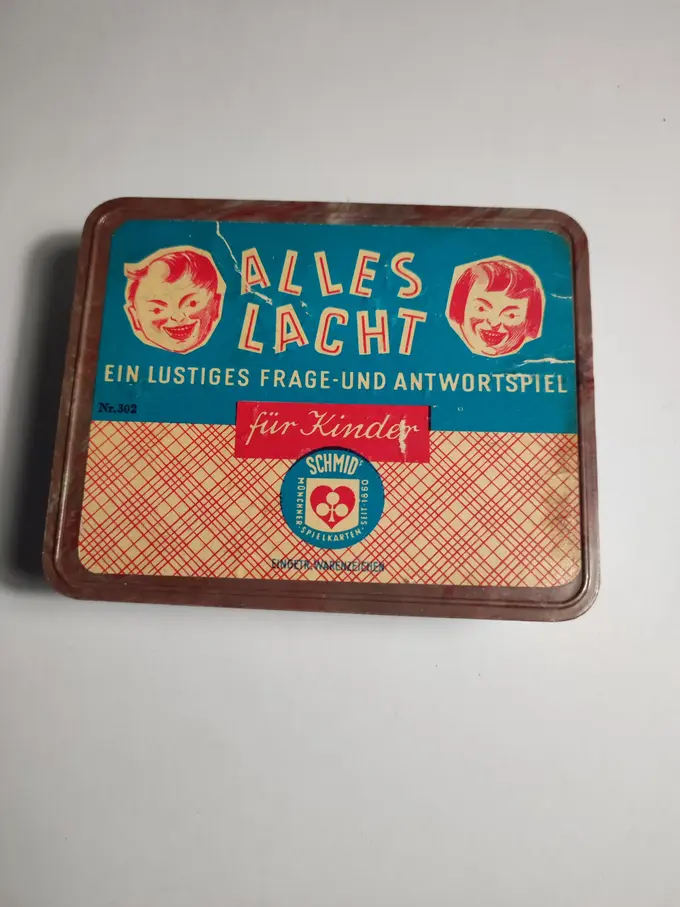 ALLES
LACHT
EIN LUSTIGES FRAGE-UND ANTWORTSPIEL
Nr. 302
für Kinder
SCHMID's
MÜNCHNER·SPIELKARTEN·SEIT·1860
EINGETR. WARENZEICHEN